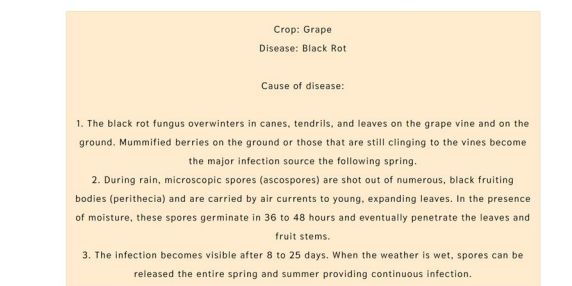 Crop: Grape
Disease: Black Rot
Cause of disease:
1. The black rot fungus overwinters in canes, tendrils, and leaves on the grape vine and on the
ground. Mummified berries on the ground or those that are still clinging to the vines become
the major infection source the following spring.
2. During rain, microscopic spores (ascospores) are shot out of numerous, black fruiting
bodies (perithecia) and are carried by air currents to young, expanding leaves. In the presence
of moisture, these spores germinate in 36 to 48 hours and eventually penetrate the leaves and
fruit stems.
3. The infection becomes visible after 8 to 25 days. When the weather is wet, spores can be
released the entire spring and summer providing continuous infection.